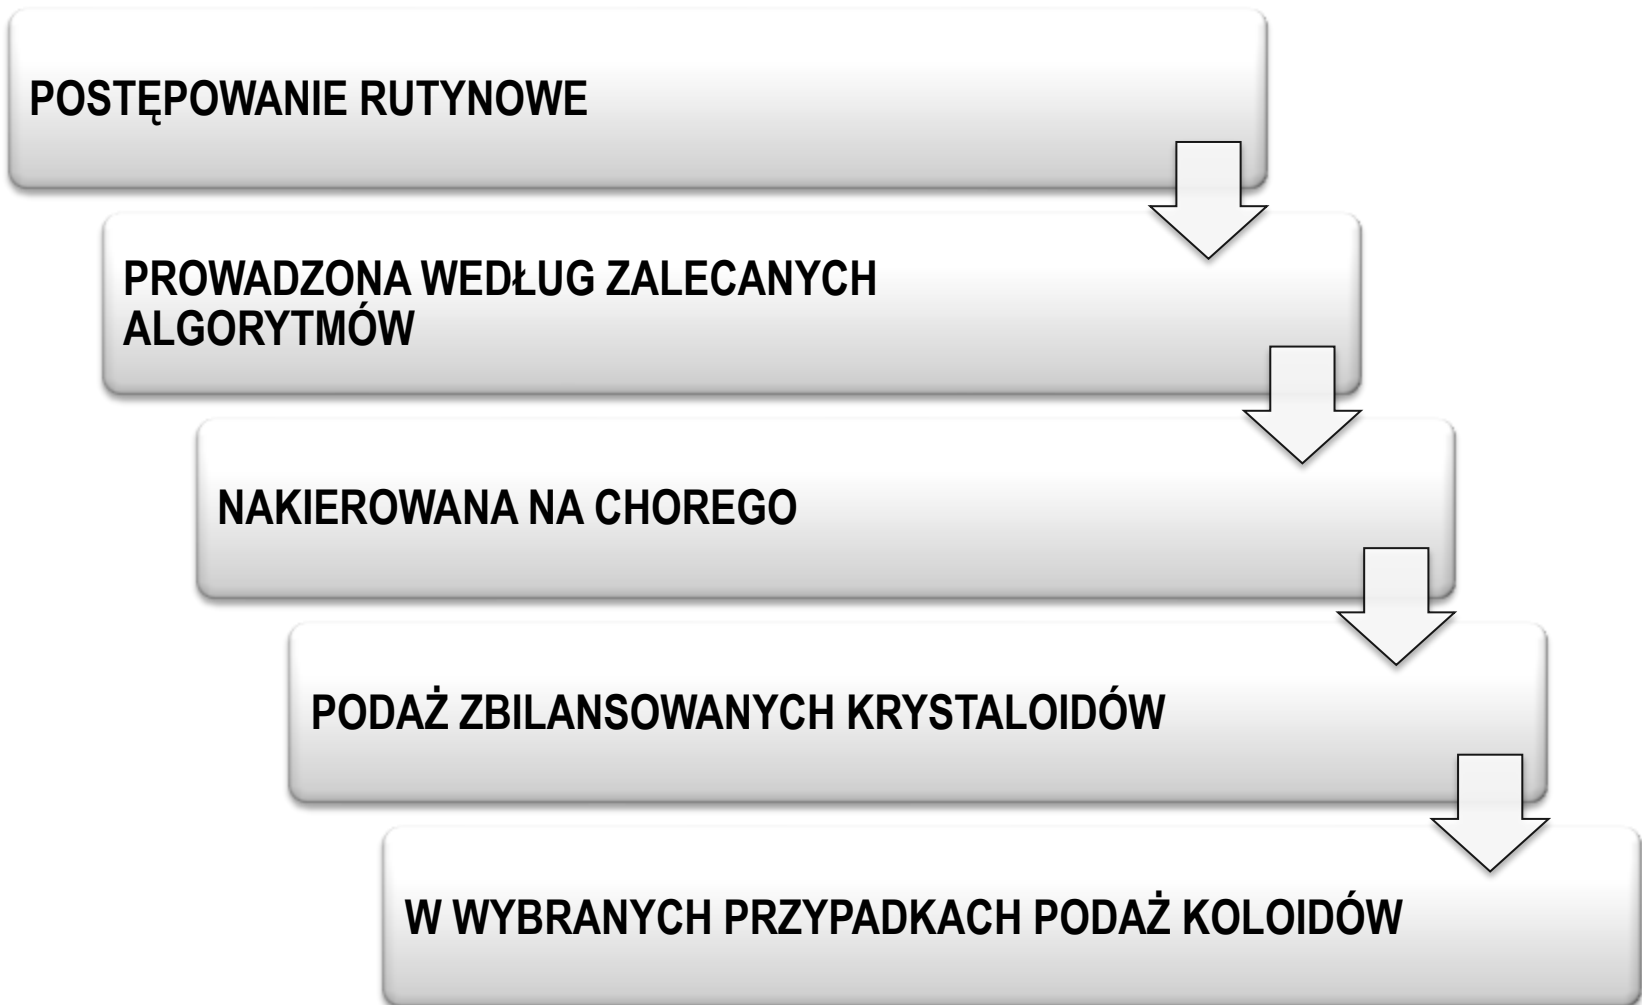 POSTĘPOWANIE RUTYNOWE
PROWADZONA WEDŁUG ZALECANYCH
ALGORYTMÓW
NAKIEROWANA NA CHOREGO
PODAŻ ZBILANSOWANYCH KRYSTALOIDÓW
W WYBRANYCH PRZYPADKACH PODAŻ KOLOIDÓW